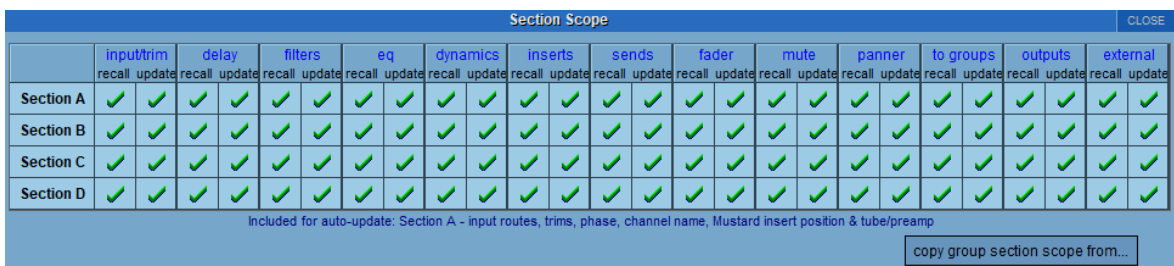 Section Scope CLOSE
input/trim delay filters eq dynamics inserts sends fader mute panner to groups outputs external
recall update recall update recall update recall update recall update recall update recall update recall update recall update recall update recall update recall update recall update
Section A
Section B
Section C
Section D
Included for auto-update: Section A - input routes, trims, phase, channel name, Mustard insert position & tube/preamp
copy group section scope from...